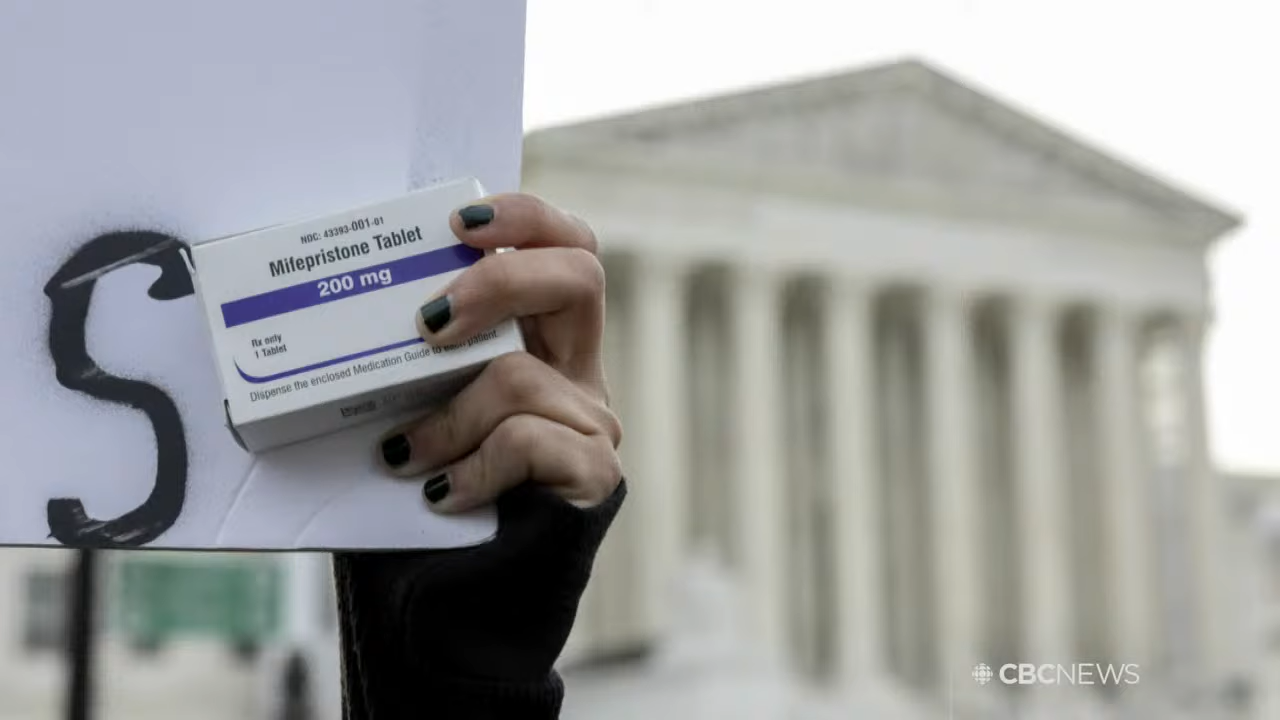 S
NDC: 43393-001-01
Mifepristone Tablet
200 mg
Rx only
1 Tablet
Dispense the enclosed Medication Guide to each patient.
CBCNEWS